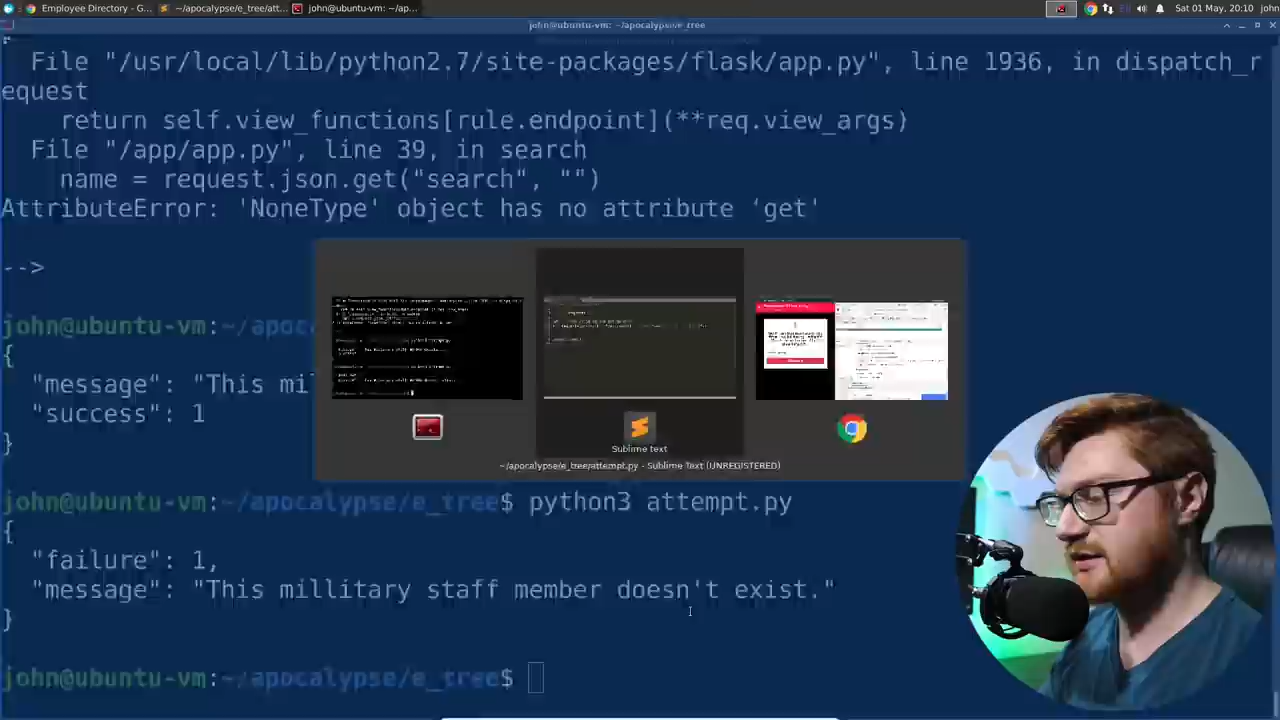 Employee Directory - G...
~/apocalypse/e_tree/att...
john@ubuntu-vm: ~/ap...
Sat 01 May, 20:10 john
john@ubuntu-vm: ~/apocalypse/e_tree
File "/usr/local/lib/python2.7/site-packages/flask/app.py", line 1936, in dispatch_r
equest
return self.view_functions[rule.endpoint](**req.view_args)
File "/app/app.py", line 39, in search
name = request.json.get("search", "")
AttributeError: 'NoneType' object has no attribute 'get'
-->
john@ubuntu-vm:~/apoc
{
"message": "This mil
"success": 1
}
Sublime text
~/apocalypse/e_tree/attempt.py - Sublime Text (UNREGISTERED)
john@ubuntu-vm:~/apocalypse/e_tree$ python3 attempt.py
{
"failure": 1,
"message": "This millitary staff member doesn't exist."
}
john@ubuntu-vm:~/apocalypse/e_tree$